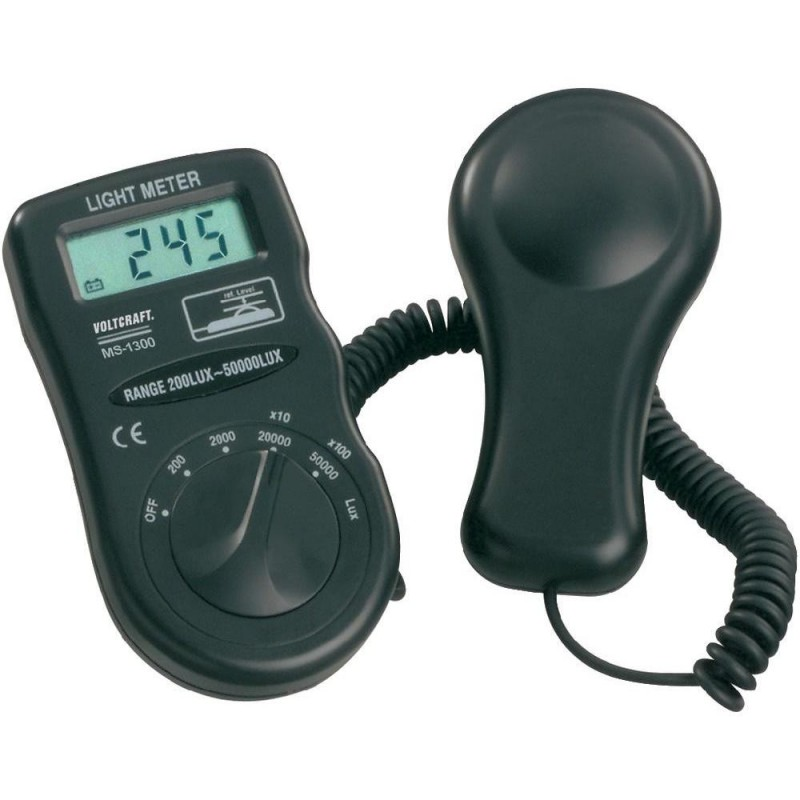 LIGHT METER
245
ref. Level
VOLTCRAFT.
MS-1300
RANGE 200LUX~50000LUX
CE
x10
x100
OFF 200 2000 20000 50000 Lux